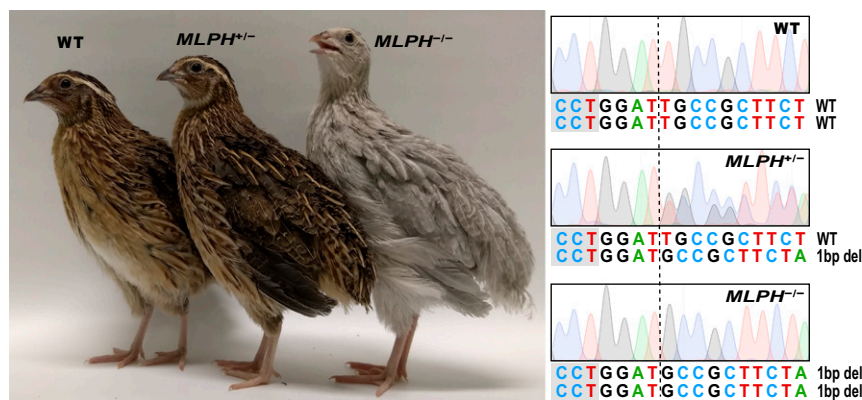 WT
MLPH+/−
MLPH−/−
WT
CCTGGATTGCCGCTTCT WT
CCTGGATTGCCGCTTCT WT
MLPH+/−
CCTGGATTGCCGCTTCT WT
CCTGGATGCCGCTTCTA 1bp del
MLPH−/−
CCTGGATGCCGCTTCTA 1bp del
CCTGGATGCCGCTTCTA 1bp del